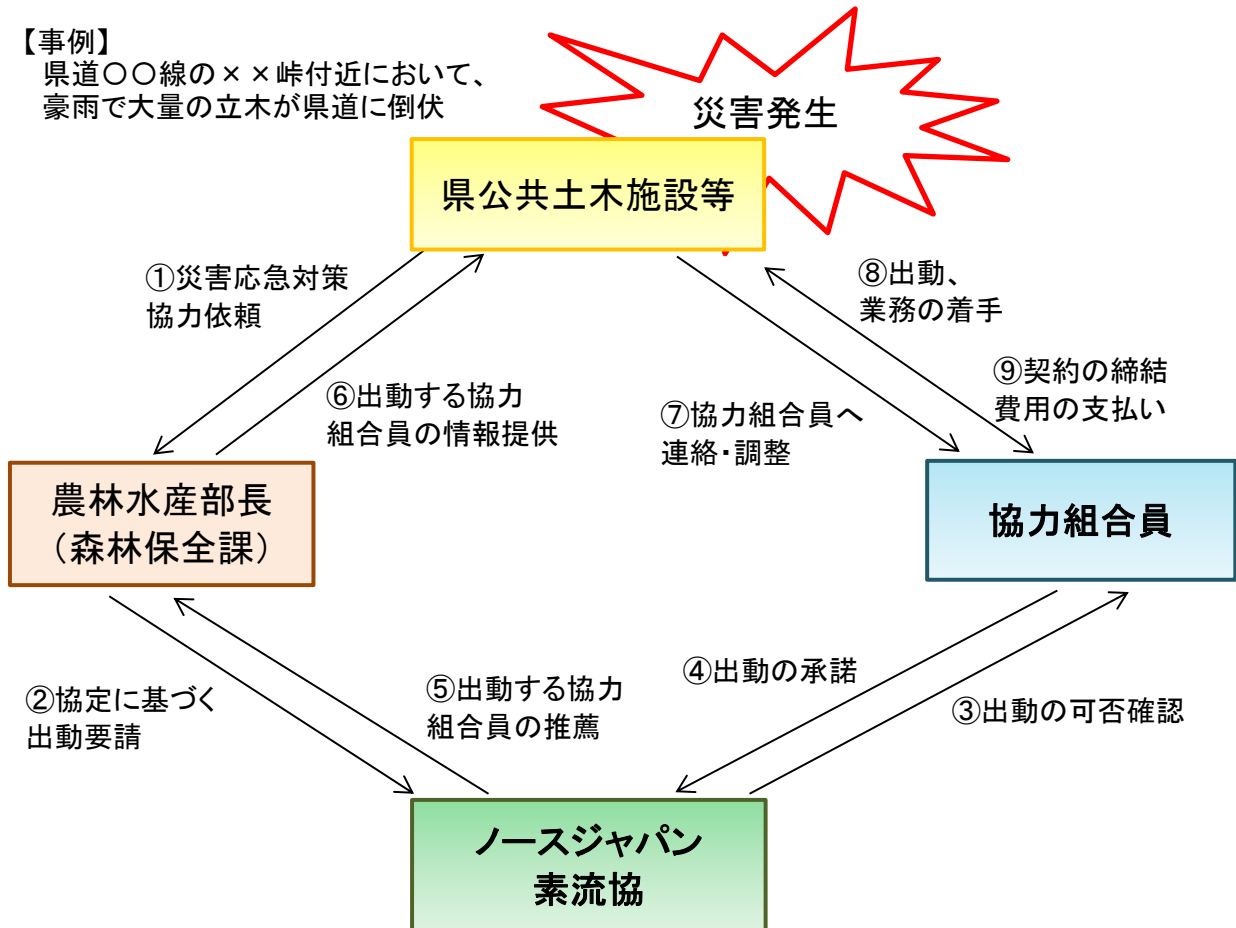 【事例】
県道〇〇線の××峠付近において、
豪雨で大量の立木が県道に倒伏
災害発生
県公共土木施設等
①災害応急対策
協力依頼
⑧出動、
業務の着手
⑥出動する協力
組合員の情報提供
⑦協力組合員へ
連絡・調整
⑨契約の締結
費用の支払い
農林水産部長
（森林保全課）
協力組合員
②協定に基づく
出動要請
⑤出動する協力
組合員の推薦
④出動の承諾
③出動の可否確認
ノースジャパン
素流協